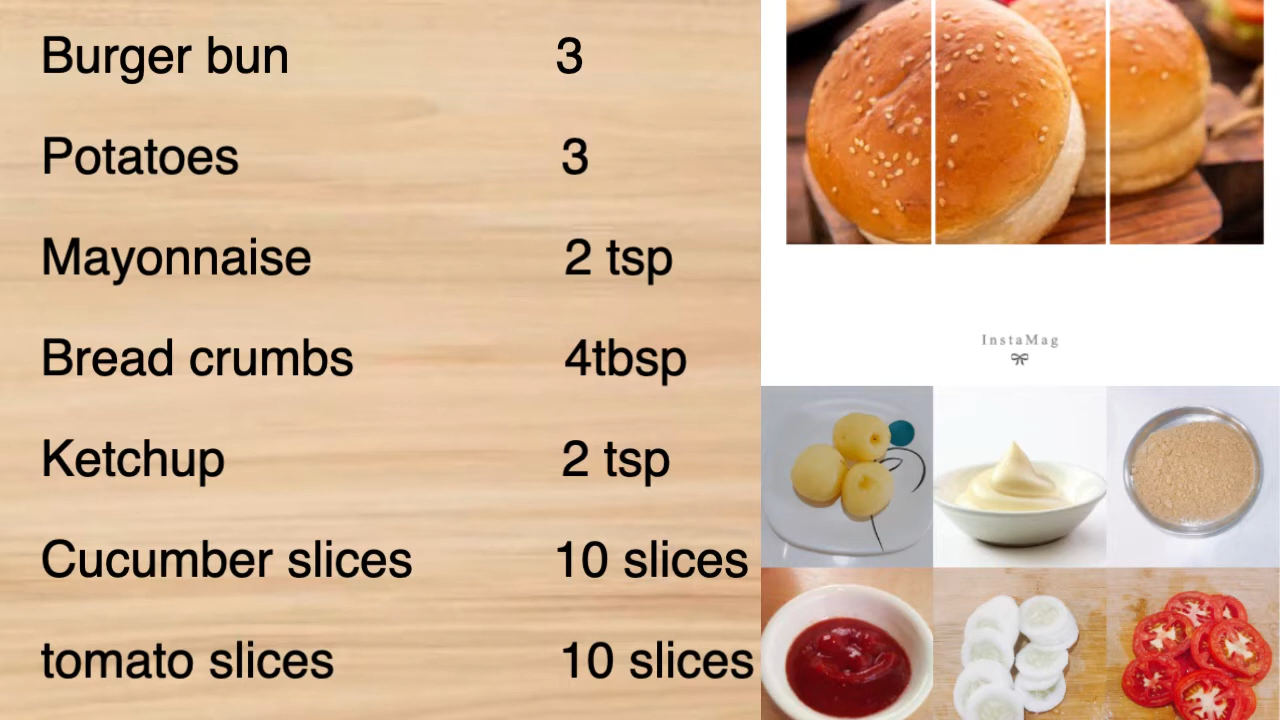 Burger bun 3
Potatoes 3
Mayonnaise 2 tsp
Bread crumbs 4tbsp
Ketchup 2 tsp
Cucumber slices 10 slices
tomato slices 10 slices
InstaMag